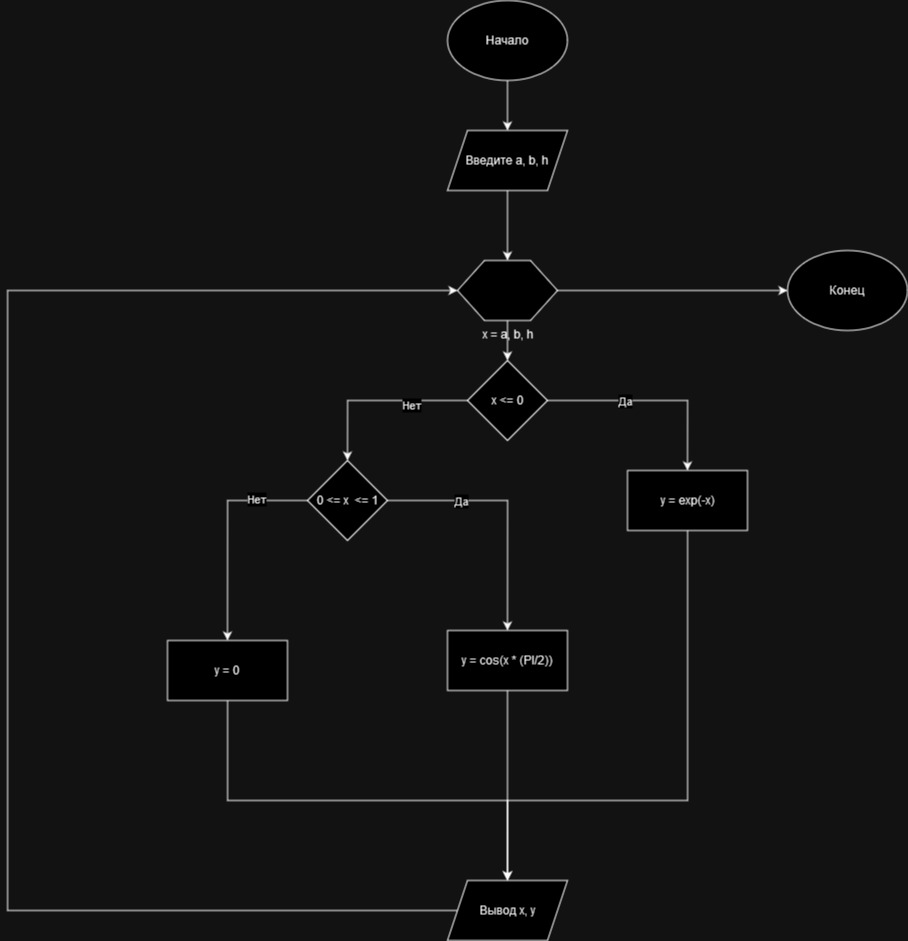 Начало
Введите a, b, h
Конец
x = a, b, h
x <= 0
Нет
Да
0 <= x <= 1
Нет
Да
y = exp(-x)
y = 0
y = cos(x * (PI/2))
Вывод x, y